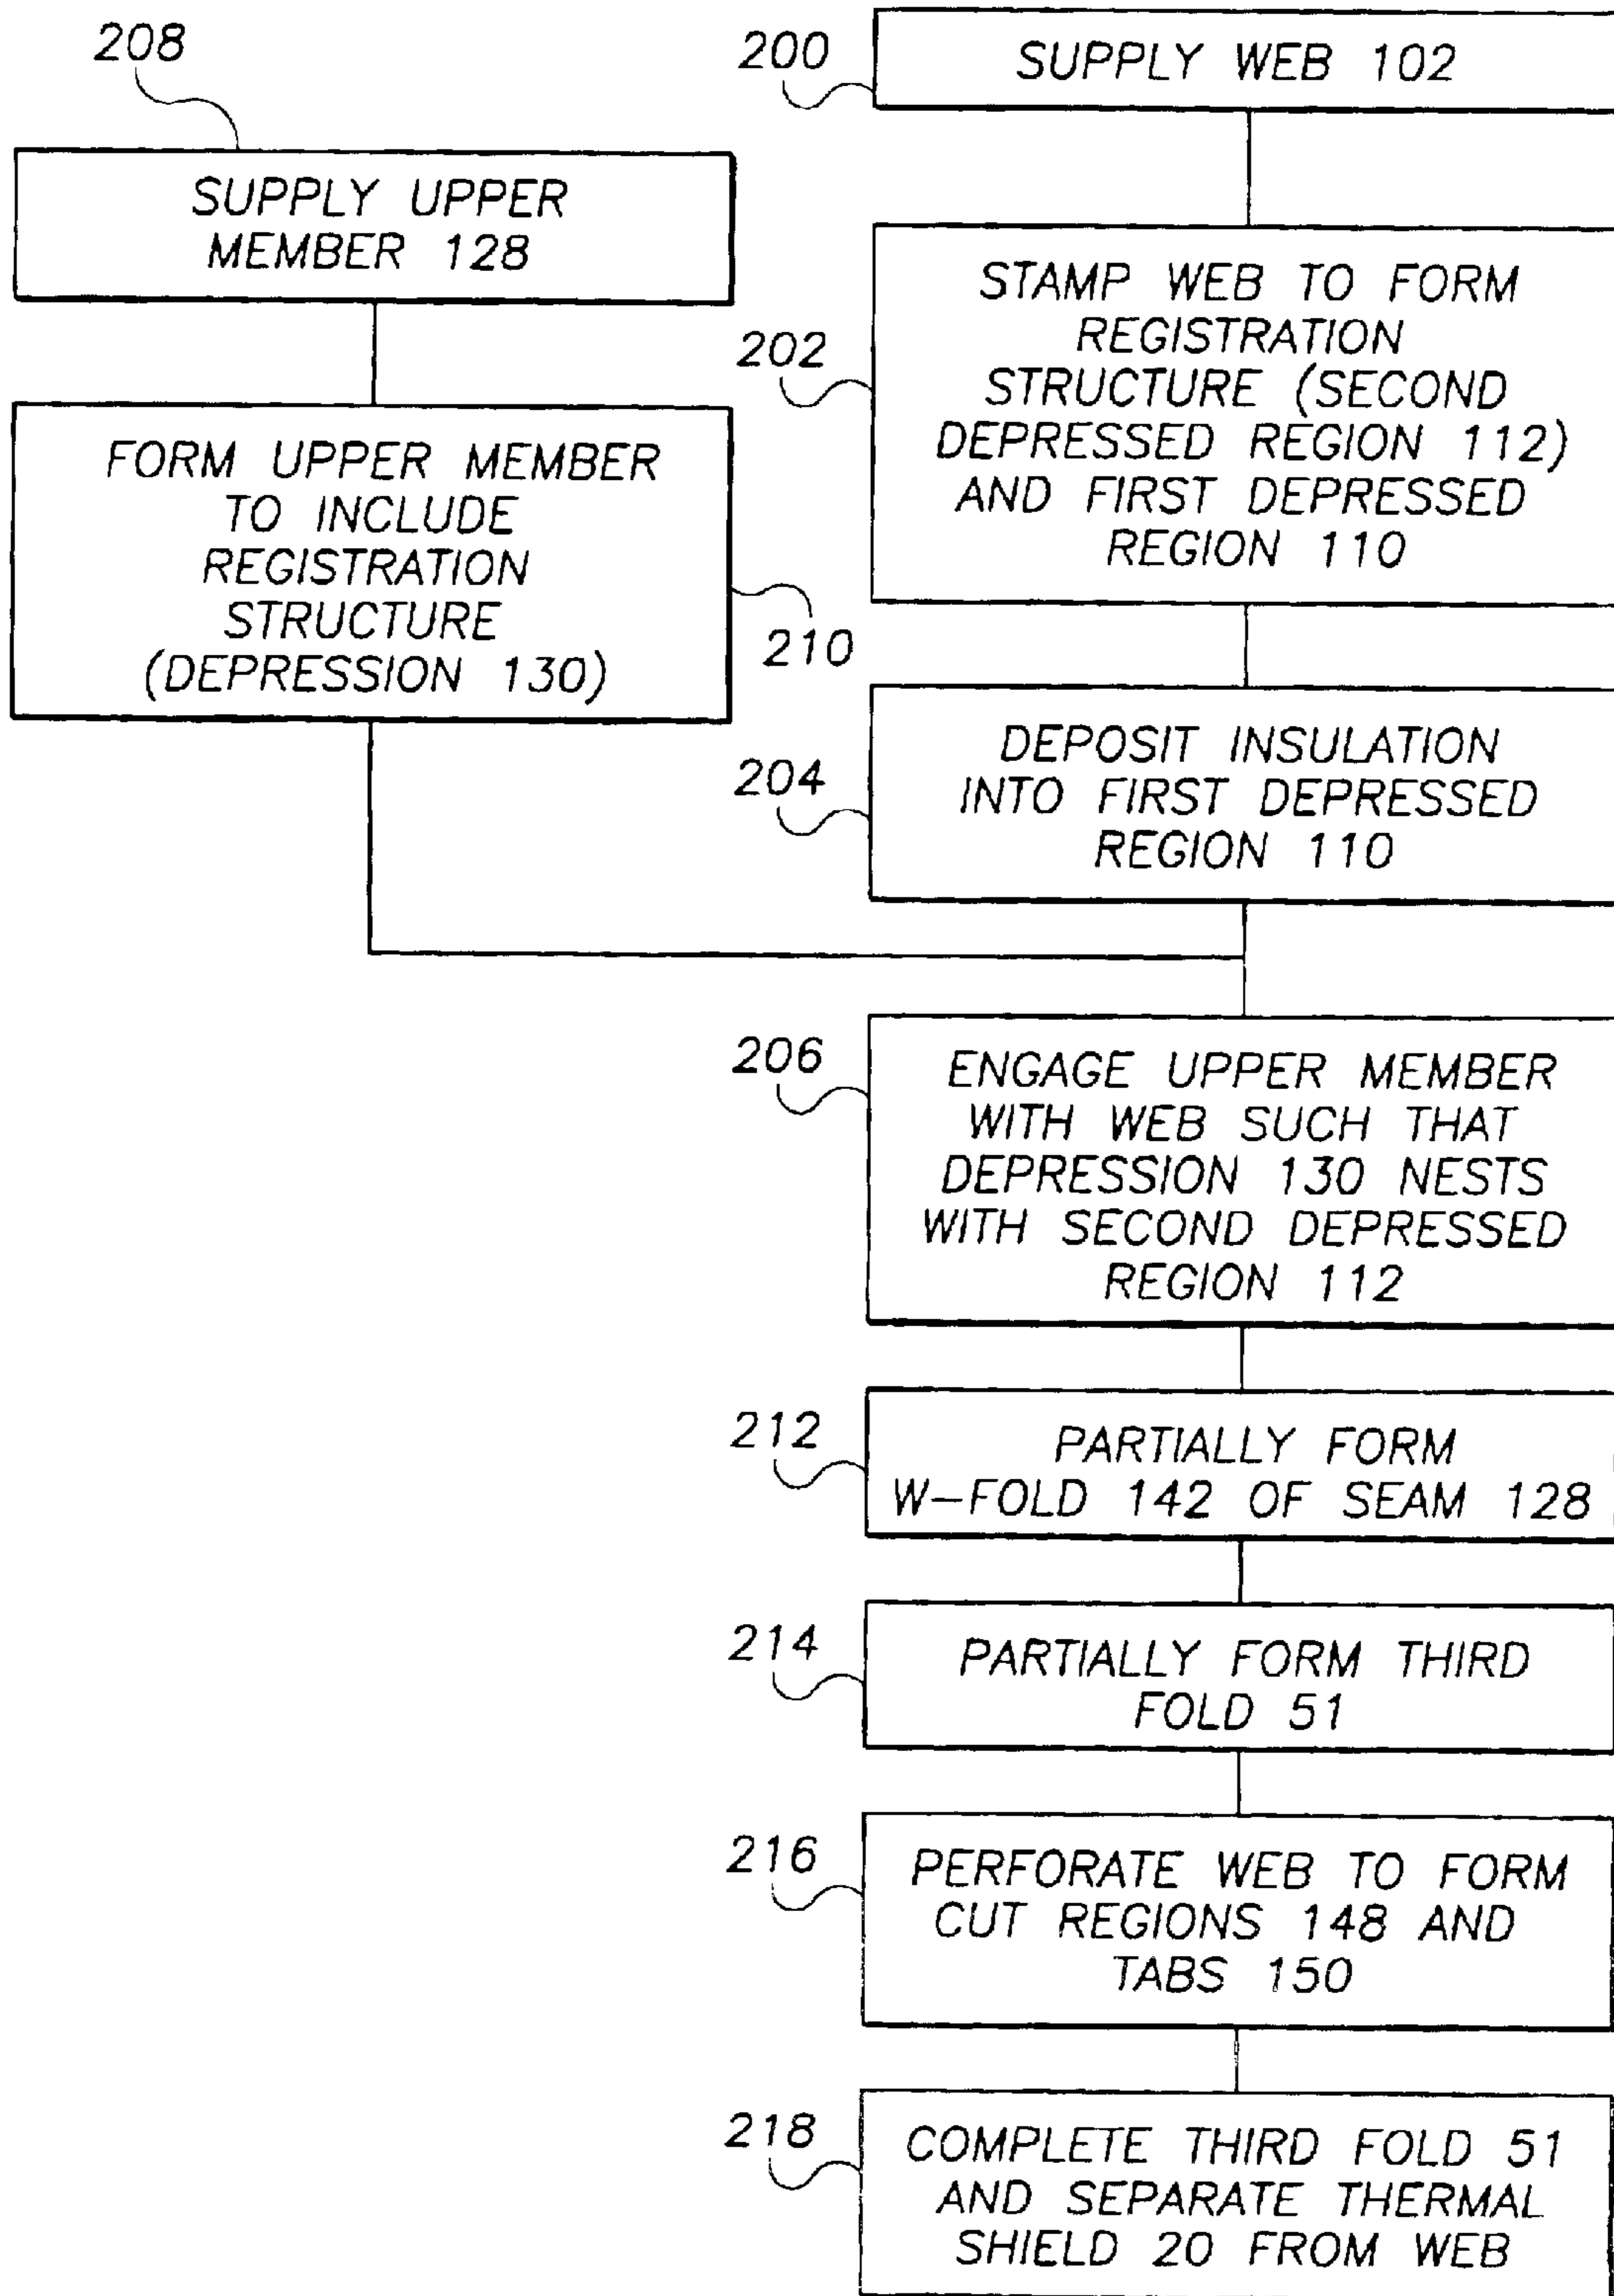 208
SUPPLY UPPER
MEMBER 128
210
FORM UPPER MEMBER
TO INCLUDE
REGISTRATION
STRUCTURE
(DEPRESSION 130)
200
SUPPLY WEB 102
202
STAMP WEB TO FORM
REGISTRATION
STRUCTURE (SECOND
DEPRESSED REGION 112)
AND FIRST DEPRESSED
REGION 110
204
DEPOSIT INSULATION
INTO FIRST DEPRESSED
REGION 110
206
ENGAGE UPPER MEMBER
WITH WEB SUCH THAT
DEPRESSION 130 NESTS
WITH SECOND DEPRESSED
REGION 112
212
PARTIALLY FORM
W-FOLD 142 OF SEAM 128
214
PARTIALLY FORM THIRD
FOLD 51
216
PERFORATE WEB TO FORM
CUT REGIONS 148 AND
TABS 150
218
COMPLETE THIRD FOLD 51
AND SEPARATE THERMAL
SHIELD 20 FROM WEB